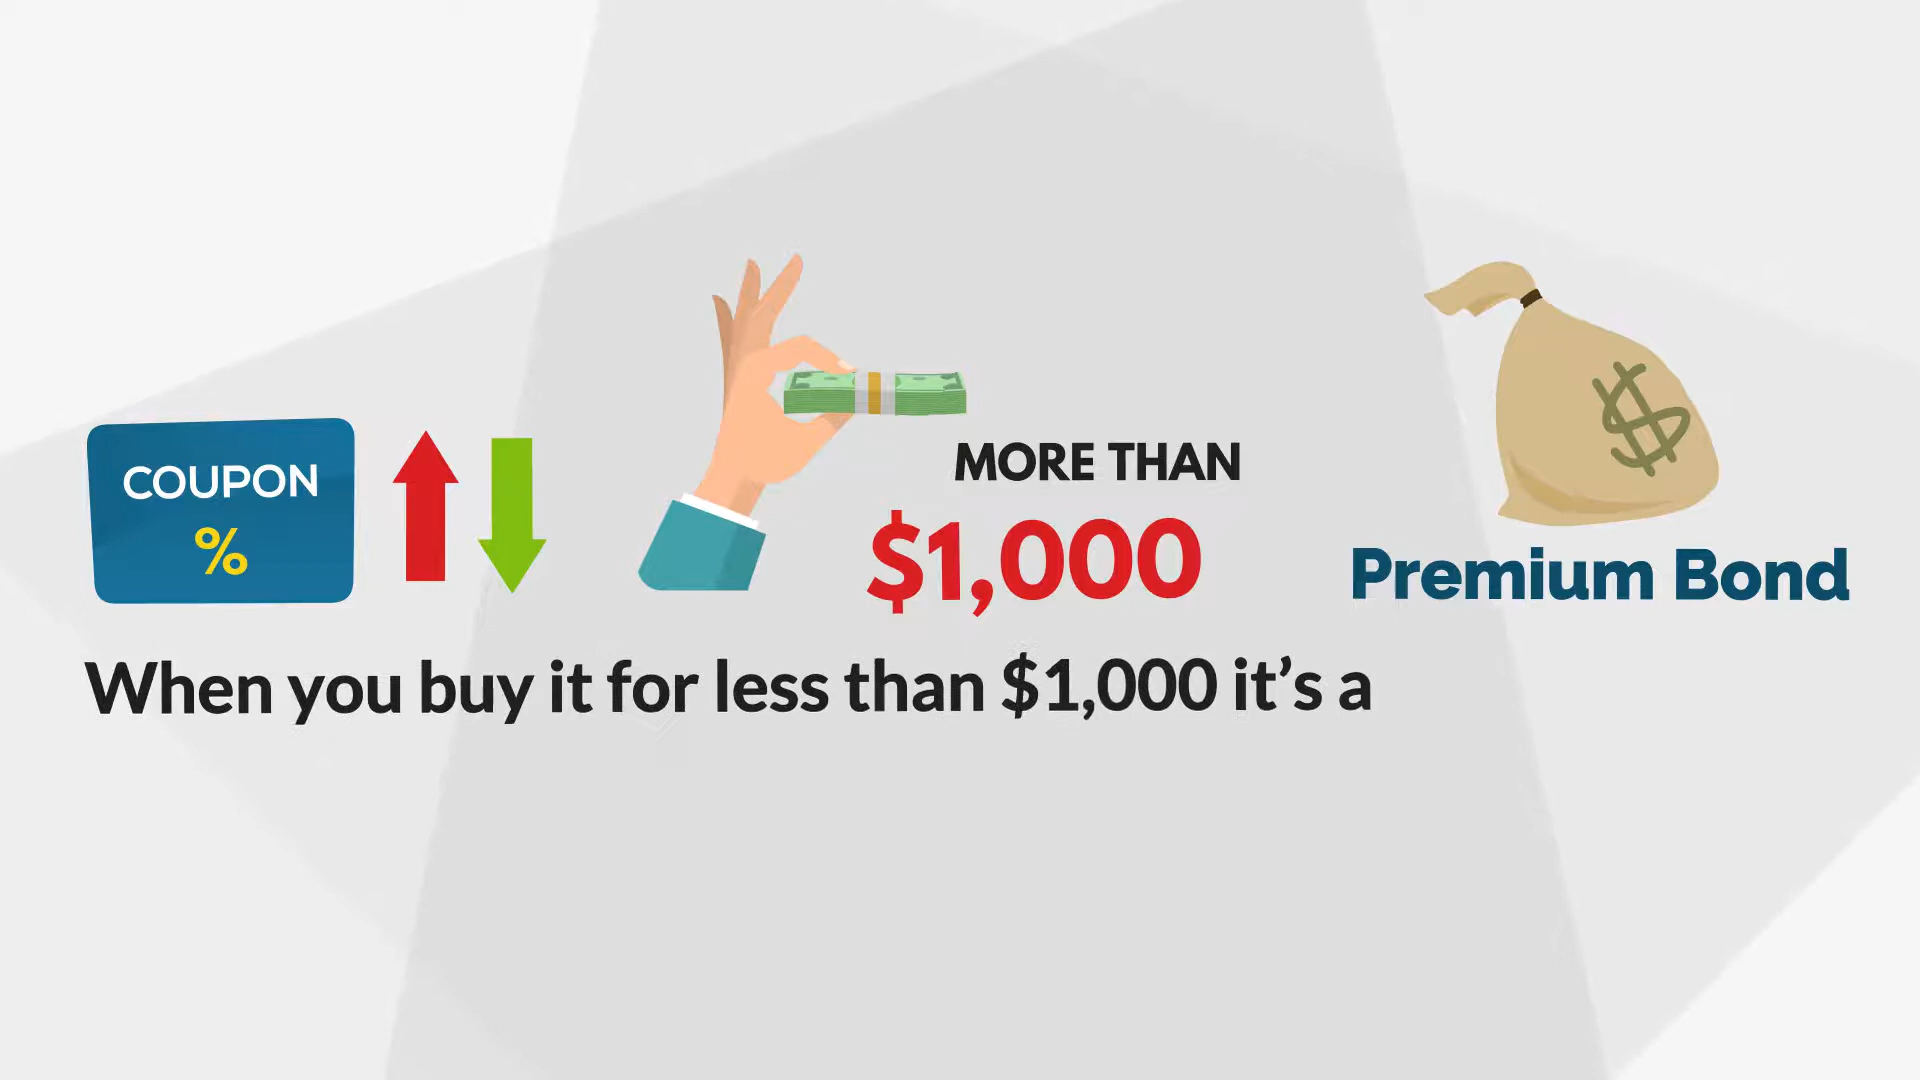 COUPON
%
MORE THAN
$1,000
$
Premium Bond
When you buy it for less than $1,000 it’s a